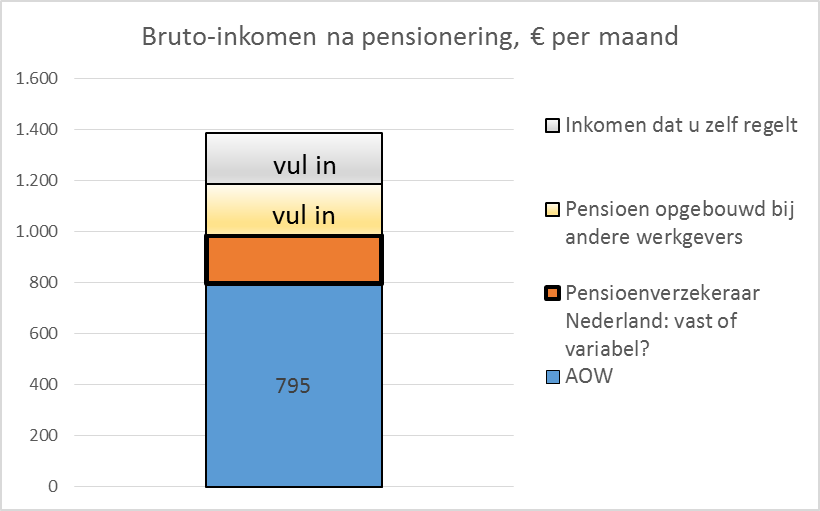 Bruto-inkomen na pensionering, € per maand
1.600
1.400
1.200
1.000
800
600
400
200
0
vul in
vul in
795
Inkomen dat u zelf regelt
Pensioen opgebouwd bij
andere werkgevers
Pensioenverzekeraar
Nederland: vast of
variabel?
AOW